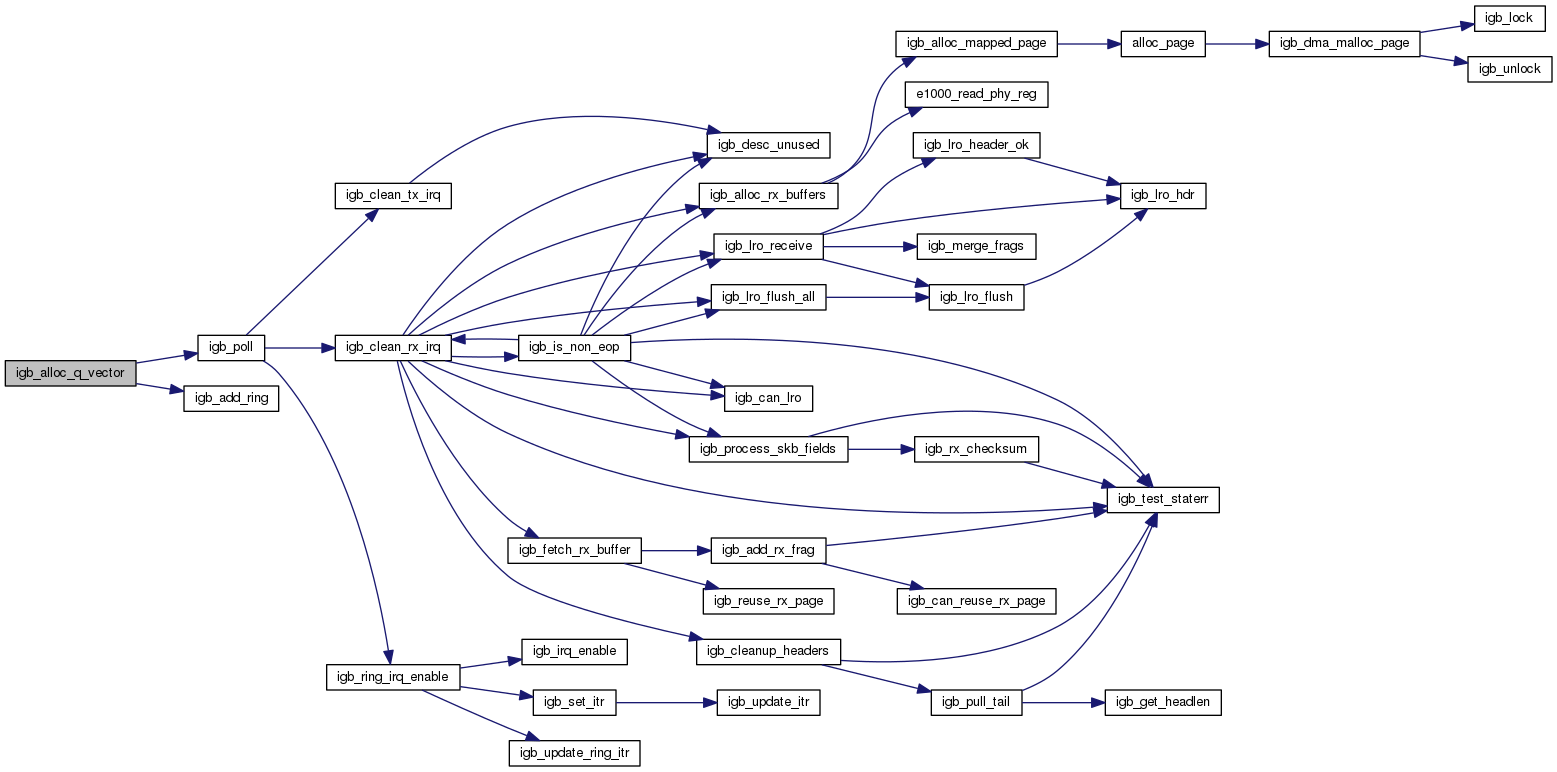 igb_lock
igb_alloc_mapped_page
alloc_page
igb_dma_malloc_page
igb_unlock
e1000_read_phy_reg
igb_desc_unused
igb_lro_header_ok
igb_clean_tx_irq
igb_alloc_rx_buffers
igb_lro_hdr
igb_lro_receive
igb_merge_frags
igb_lro_flush_all
igb_lro_flush
igb_poll
igb_clean_rx_irq
igb_is_non_eop
igb_alloc_q_vector
igb_add_ring
igb_can_lro
igb_process_skb_fields
igb_rx_checksum
igb_test_staterr
igb_fetch_rx_buffer
igb_add_rx_frag
igb_reuse_rx_page
igb_can_reuse_rx_page
igb_irq_enable
igb_cleanup_headers
igb_ring_irq_enable
igb_set_itr
igb_update_itr
igb_pull_tail
igb_get_headlen
igb_update_ring_itr